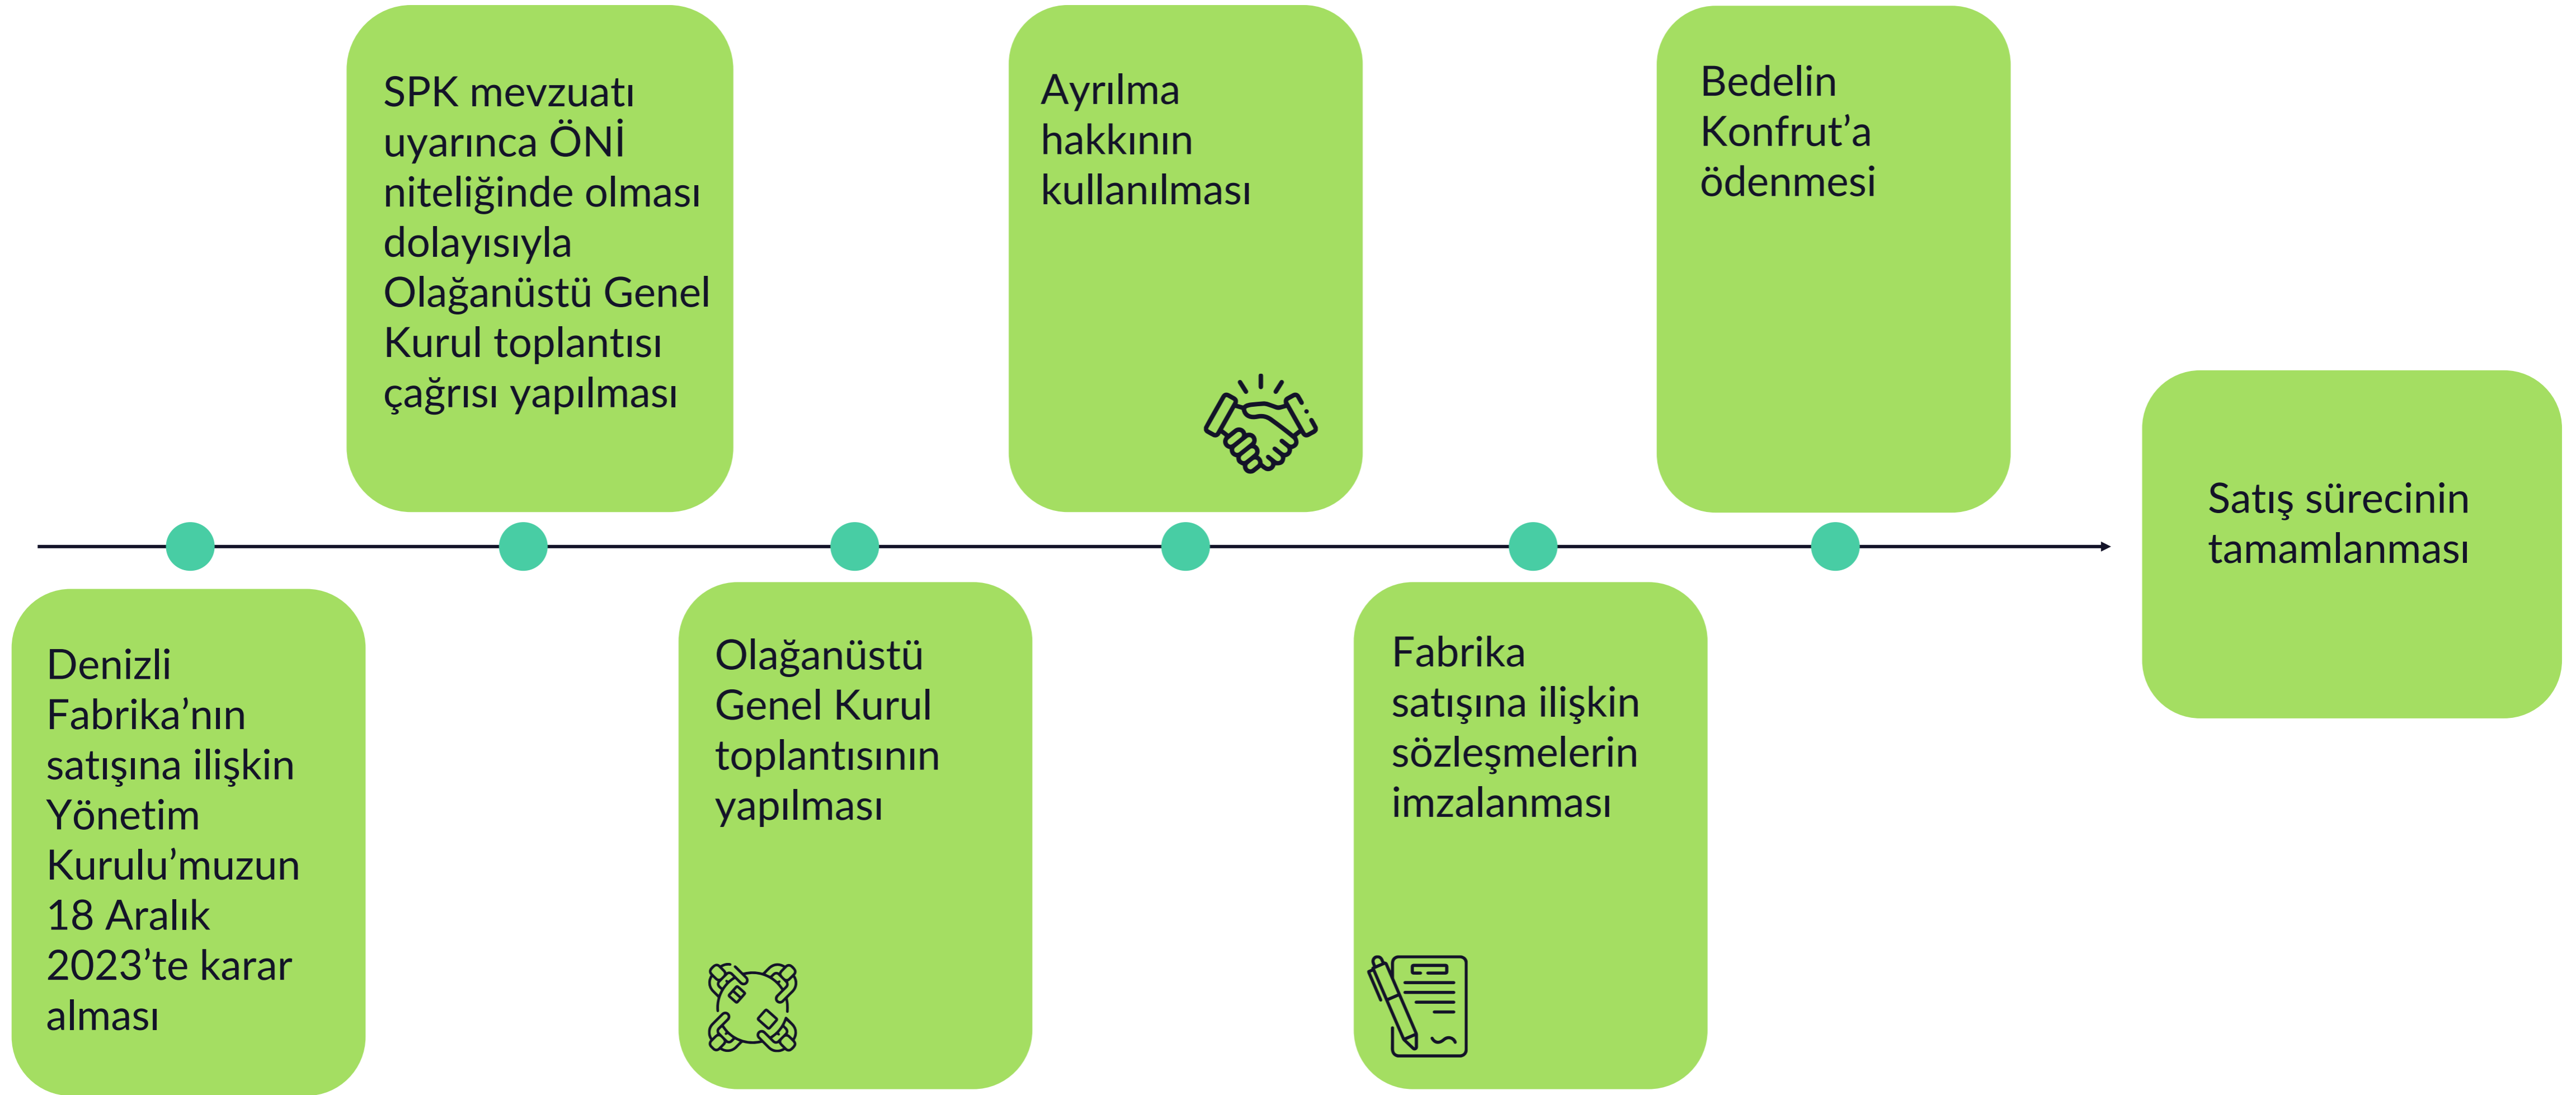 Denizli
Fabrika’nın
satışına ilişkin
Yönetim
Kurulu’muzun
18 Aralık
2023’te karar
alması
SPK mevzuatı
uyarınca ÖNİ
niteliğinde olması
dolayısıyla
Olağanüstü Genel
Kurul toplantısı
çağrısı yapılması
Olağanüstü
Genel Kurul
toplantısının
yapılması
Ayrılma
hakkının
kullanılması
Fabrika
satışına ilişkin
sözleşmelerin
imzalanması
Bedelin
Konfrut’a
ödenmesi
Satış sürecinin
tamamlanması